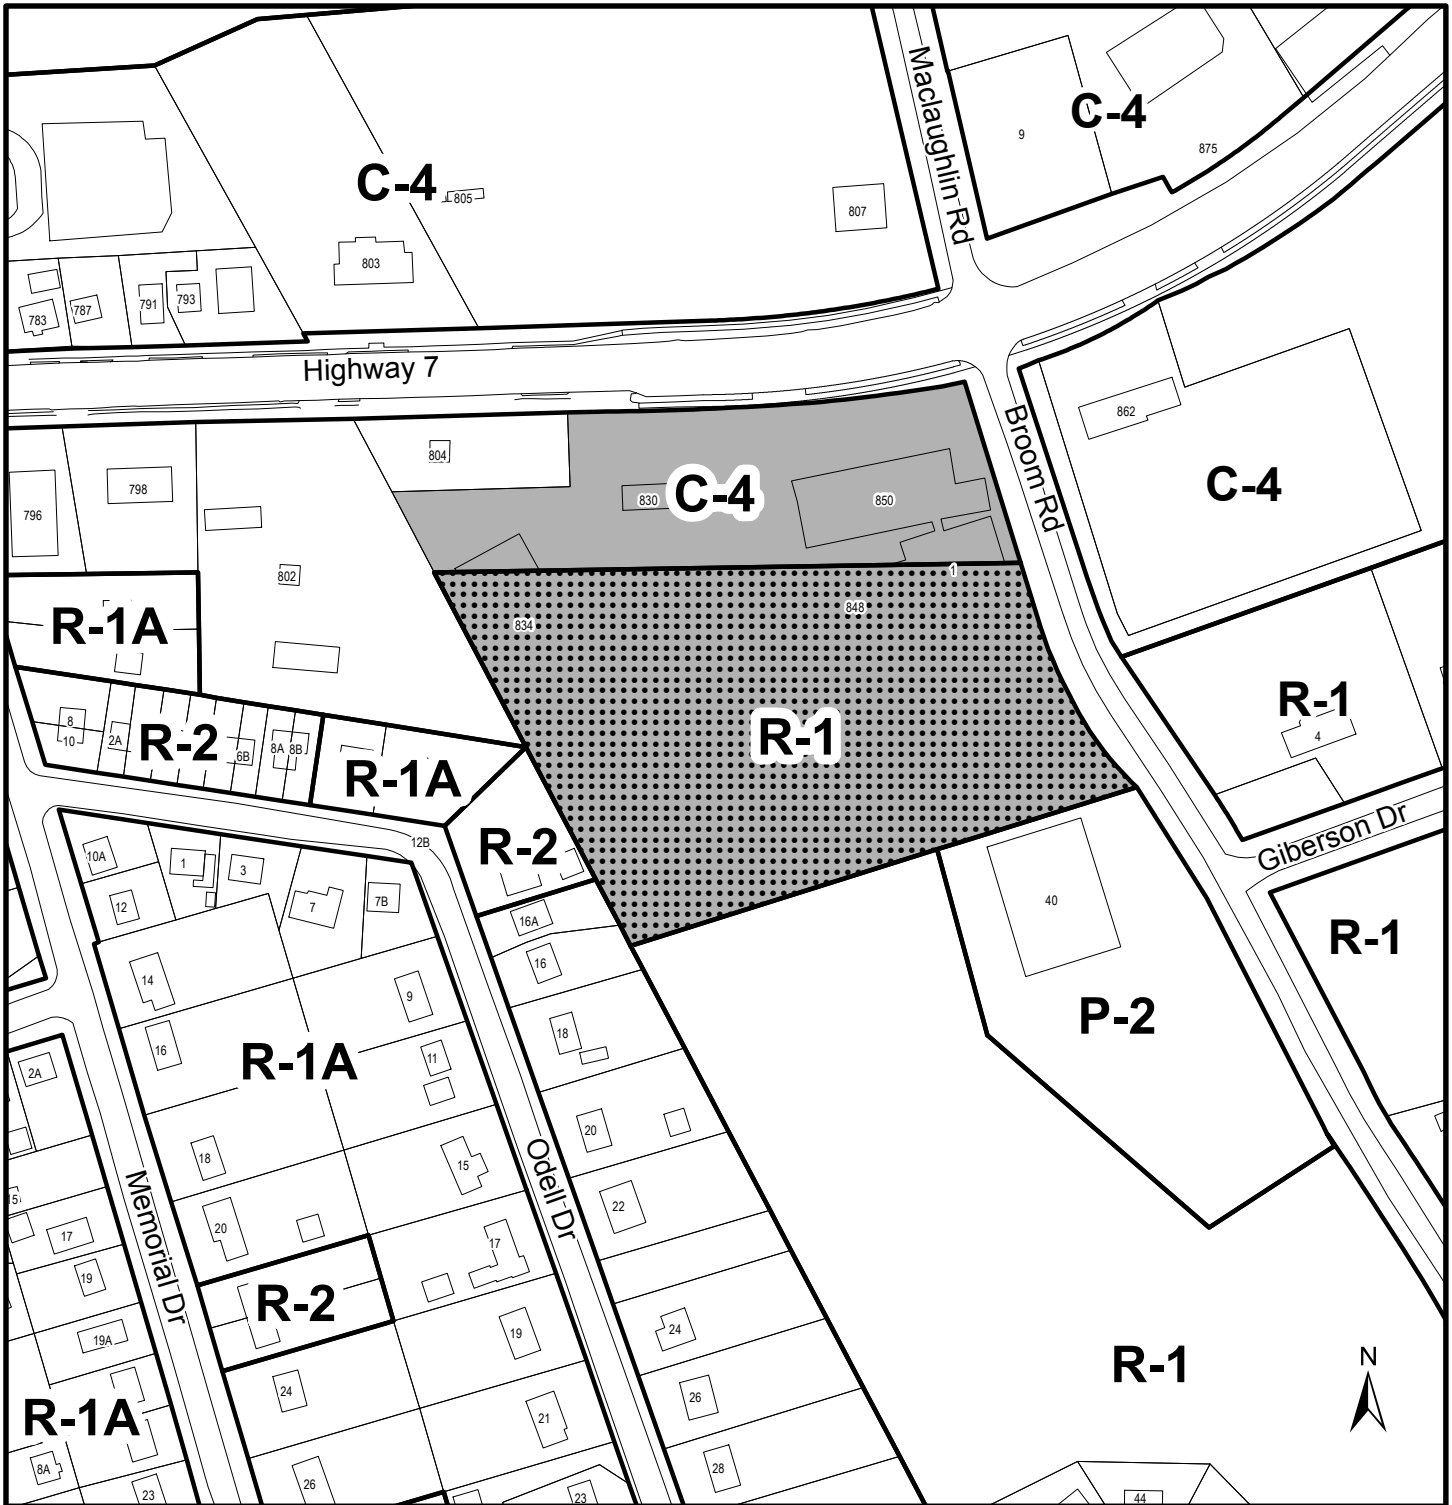 Maclaughlin Rd
C-4
9
875
C-4
805
807
803
783
787
791
793
Highway 7
804
862
Broom Rd
C-4
830
C-4
850
798
796
802
1
848
834
R-1A
R-1
R-1
4
8
10
2A
R-2
6B
8A
8B
R-1A
12B
R-2
Giberson Dr
10A
1
3
12
7
7B
16A
40
R-1
16
14
9
P-2
18
16
R-1A
11
2A
20
18
15
Odell Dr
15
22
20
17
17
Memorial Dr
19
R-2
19A
19
24
R-1
N
24
26
R-1A
21
8A
28
26
23
23
44